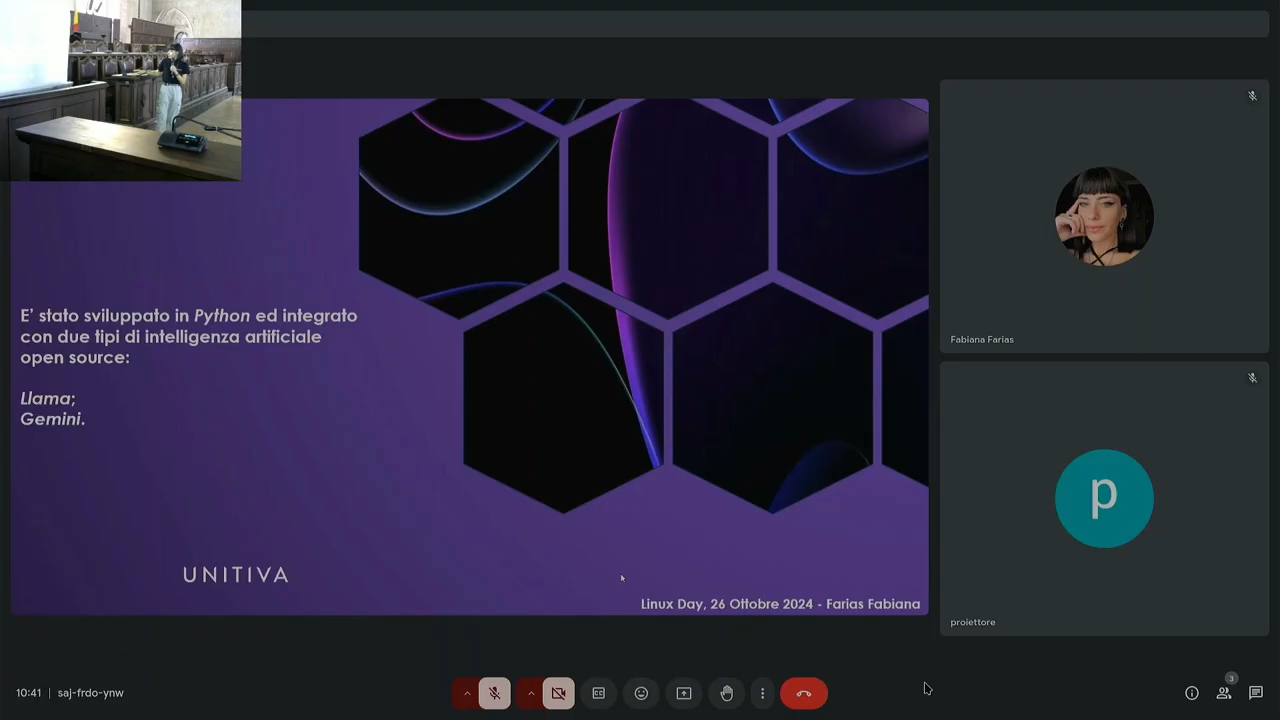 E' stato sviluppato in Python ed integrato
con due tipi di intelligenza artificiale
open source:
Llama;
Gemini.
UNITIVA
Linux Day, 26 Ottobre 2024 - Farias Fabiana
Fabiana Farias
p
proiettore
10:41 | saj-frdo-ynw
3